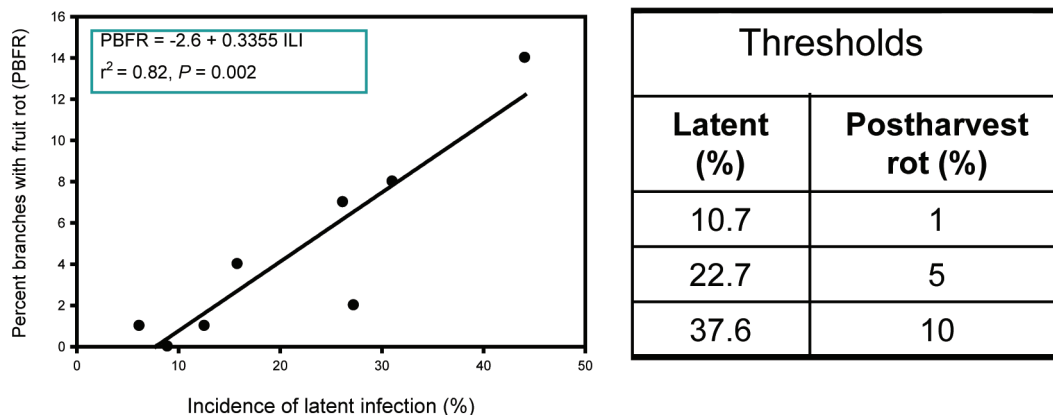 PBFR = -2.6 + 0.3355 ILI
r² = 0.82, P = 0.002
Percent branches with fruit rot (PBFR)
16
14
12
10
8
6
4
2
0
0 10 20 30 40 50
Incidence of latent infection (%)
Thresholds
Latent (%) Postharvest rot (%)
10.7 1
22.7 5
37.6 10